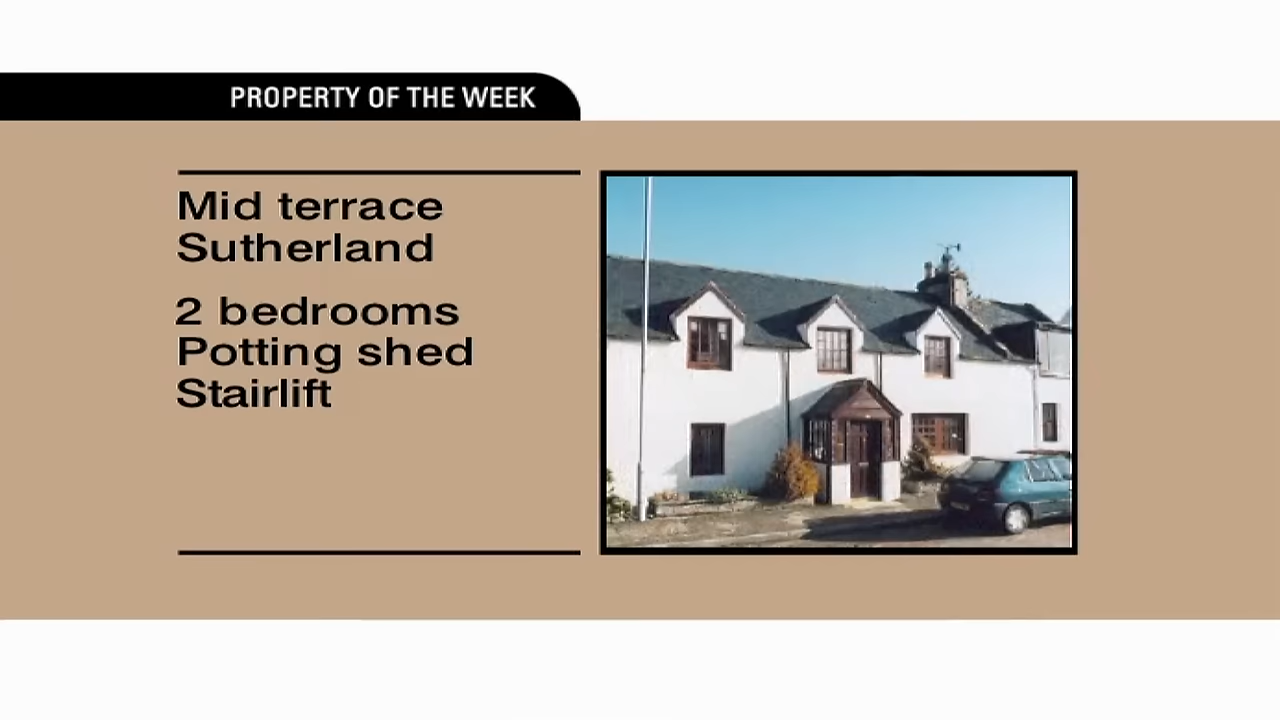 PROPERTY OF THE WEEK
Mid terrace
Sutherland
2 bedrooms
Potting shed
Stairlift